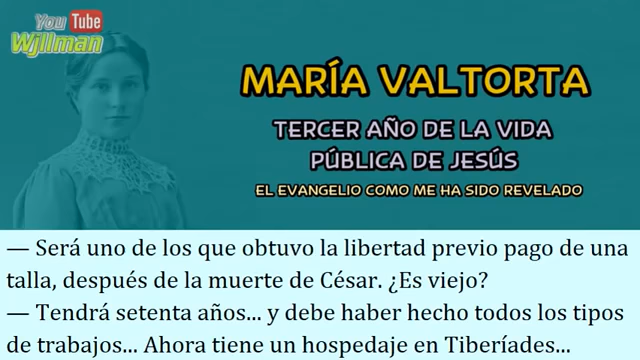 You Tube
Wjllman
MARÍA VALTORTA
TERCER AÑO DE LA VIDA
PÚBLICA DE JESÚS
EL EVANGELIO COMO ME HA SIDO REVELADO
— Será uno de los que obtuvo la libertad previo pago de una
talla, después de la muerte de César. ¿Es viejo?
— Tendrá setenta años... y debe haber hecho todos los tipos
de trabajos... Ahora tiene un hospedaje en Tiberíades...